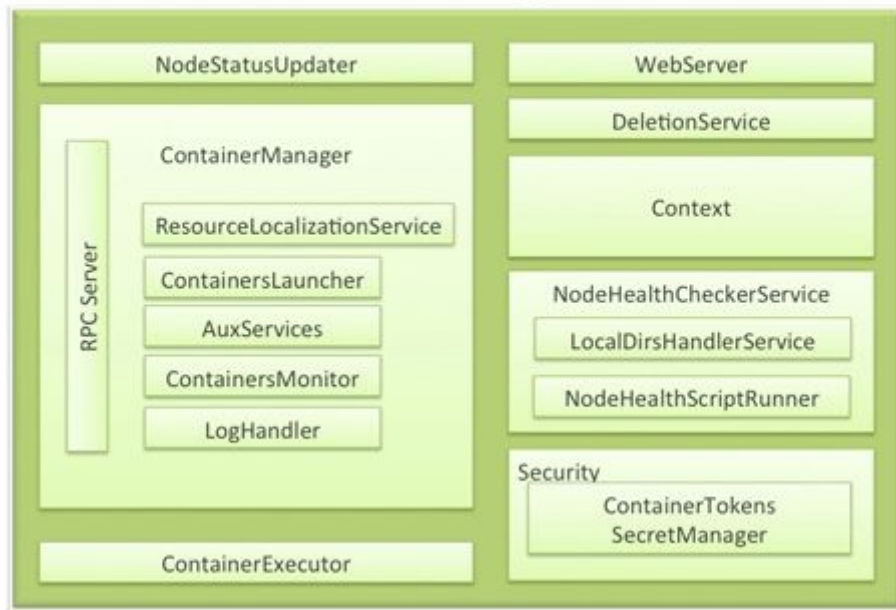 NodeStatusUpdater
ContainerManager
RPC Server
ResourceLocalizationService
ContainersLauncher
AuxServices
ContainersMonitor
LogHandler
ContainerExecutor
WebServer
DeletionService
Context
NodeHealthCheckerService
LocalDirsHandlerService
NodeHealthScriptRunner
Security
ContainerTokens
SecretManager